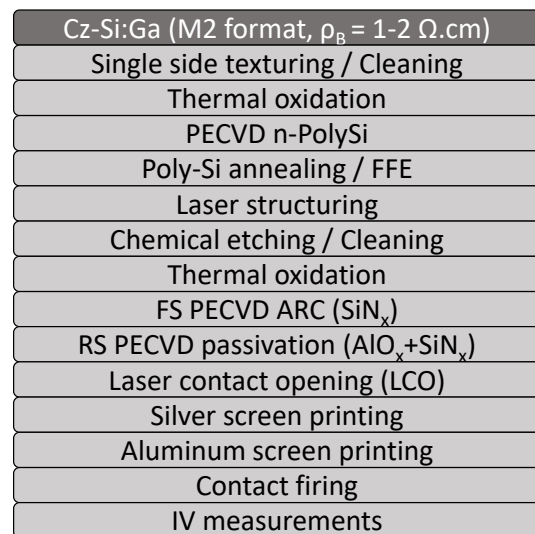 Cz-Si:Ga (M2 format, ρB = 1-2 Ω.cm)
Single side texturing / Cleaning
Thermal oxidation
PECVD n-PolySi
Poly-Si annealing / FFE
Laser structuring
Chemical etching / Cleaning
Thermal oxidation
FS PECVD ARC (SiNx)
RS PECVD passivation (AlOx+SiNx)
Laser contact opening (LCO)
Silver screen printing
Aluminum screen printing
Contact firing
IV measurements